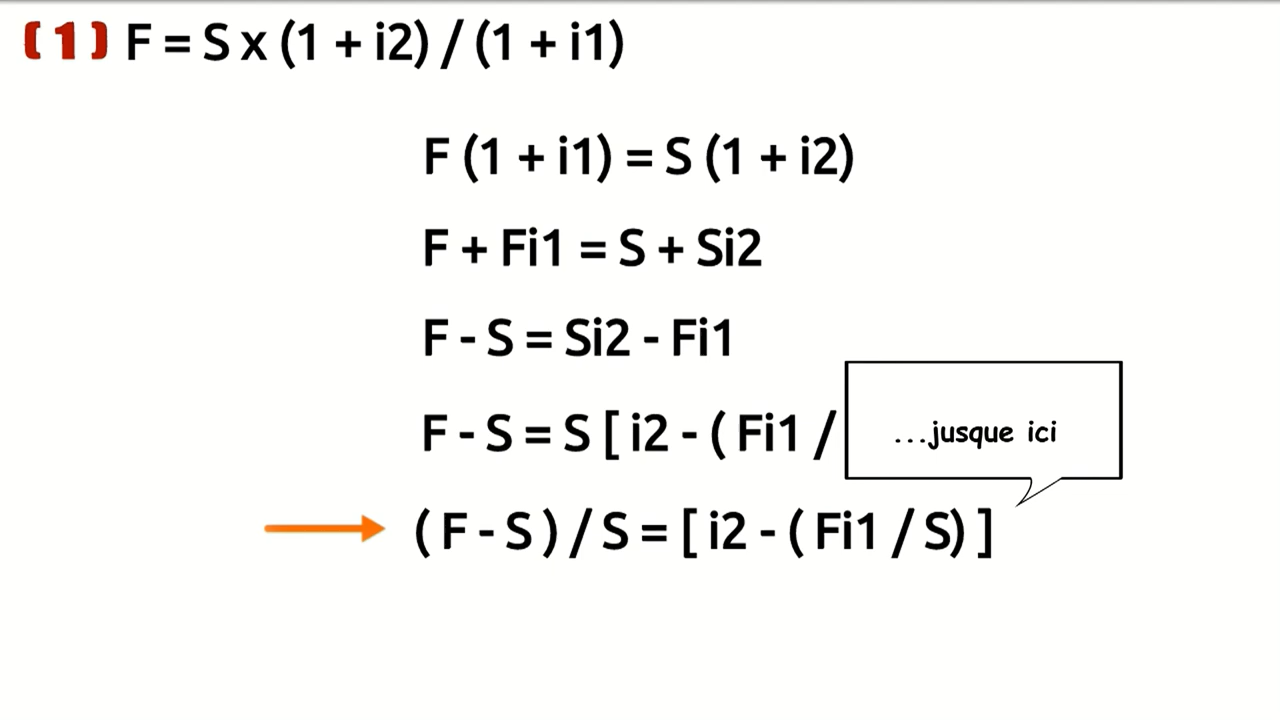 (1) F = S x (1 + i2) / (1 + i1)
F (1 + i1) = S (1 + i2)
F + Fi1 = S + Si2
F - S = Si2 - Fi1
F - S = S [ i2 - ( Fi1 /
...jusque ici
( F - S ) / S = [ i2 - ( Fi1 / S) ]